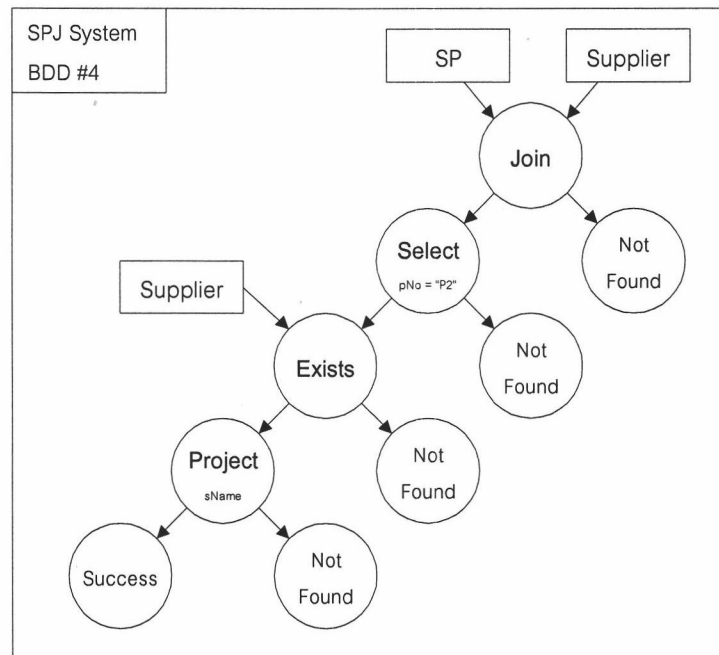 SPJ System
BDD #4
SP
Supplier
Join
Select
pNo = "P2"
Not
Found
Supplier
Exists
Not
Found
Project
sName
Not
Found
Success
Not
Found